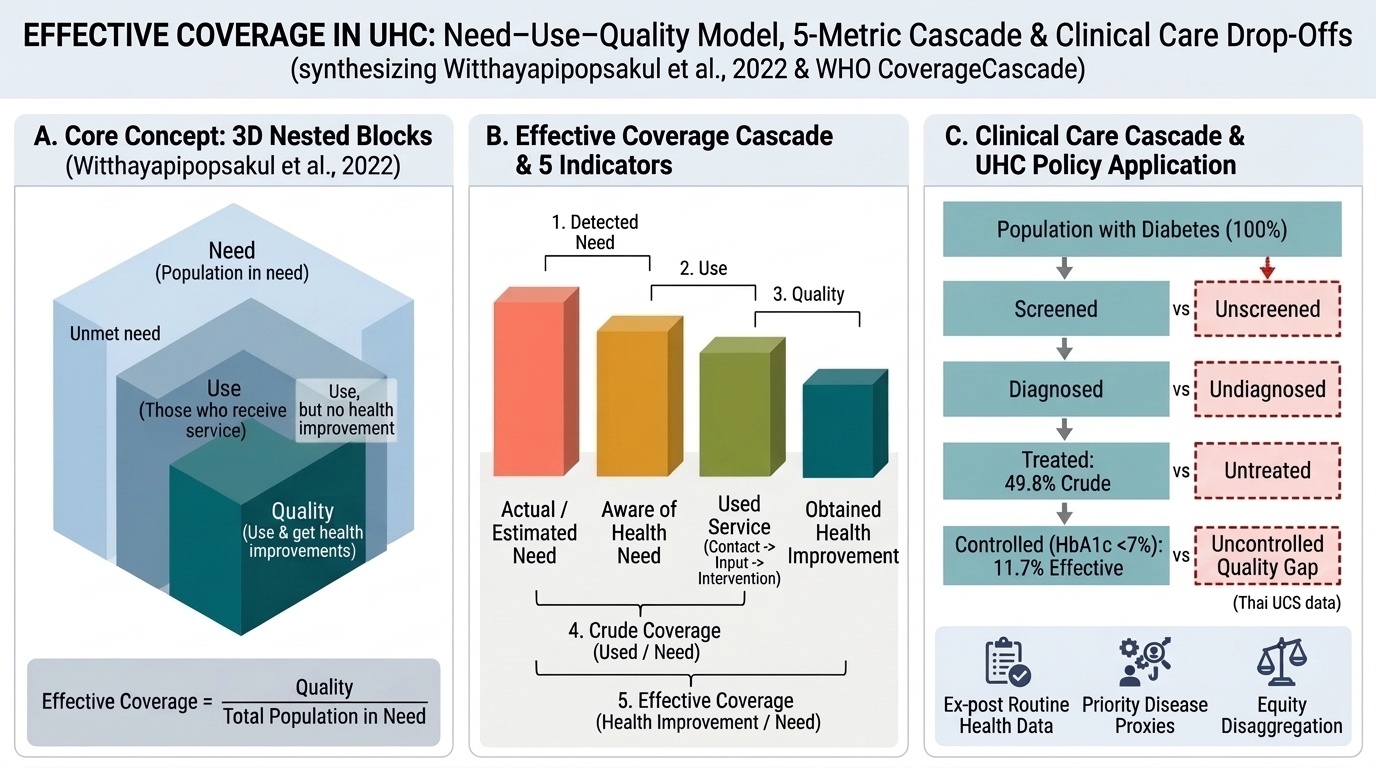 EFFECTIVE COVERAGE IN UHC: Need–Use–Quality Model, 5-Metric Cascade & Clinical Care Drop-Offs
(synthesizing Witthayapipopsakul et al., 2022 & WHO CoverageCascade)
A. Core Concept: 3D Nested Blocks
(Witthayapipopsakul et al., 2022)
Need
(Population in need)
Unmet need
Use
(Those who receive
service)
Use,
but no health
improvement
Quality
(Use & get health
improvements)
Effective Coverage =
Quality
Total Population in Need
B. Effective Coverage Cascade
& 5 Indicators
1. Detected
Need
2. Use
3. Quality
Actual /
Estimated
Need
Aware of
Health
Need
Used
Service
(Contact ->
Input ->
Intervention)
Obtained
Health
Improvement
4. Crude Coverage
(Used / Need)
5. Effective Coverage
(Health Improvement / Need)
C. Clinical Care Cascade &
UHC Policy Application
Population with Diabetes (100%)
Screened
vs
Unscreened
Diagnosed
vs
Undiagnosed
Treated:
49.8% Crude
vs
Untreated
Controlled (HbA1c <7%):
11.7% Effective
vs
Uncontrolled
Quality Gap
(Thai UCS data)
Ex-post Routine
Health Data
Priority Disease
Proxies
Equity
Disaggregation